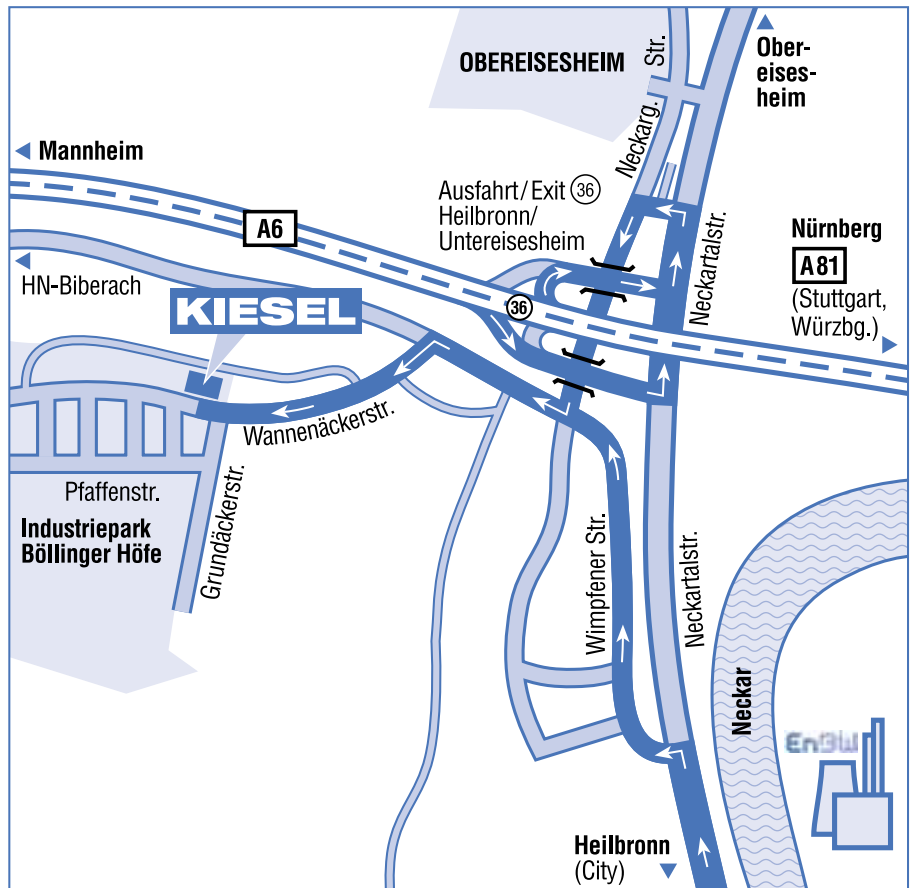 Str.
OBEREISESHEIM
Ober-
eises-
heim
Mannheim
Neckarg.
Ausfahrt/Exit 36
Heilbronn/
Untereisesheim
A6
Neckartalstr.
Nürnberg
A81
(Stuttgart,
Würzbg.)
HN-Biberach
KIESEL
36
Wannenäckerstr.
Pfaffenstr.
Grundäckerstr.
Industriepark
Böllinger Höfe
Wimpfener Str.
Neckartalstr.
Neckar
EnBW
Heilbronn
(City)